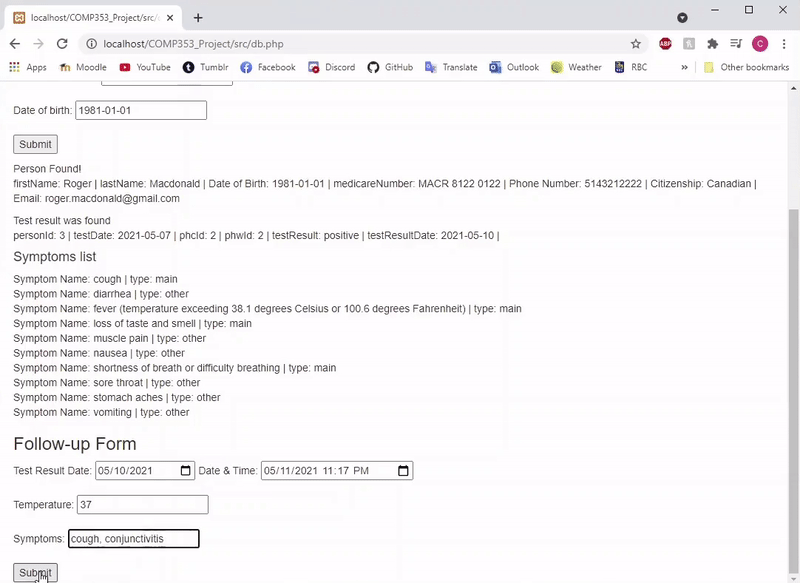 localhost/COMP353_Project/src/
localhost/COMP353_Project/src/db.php
ABP
C
Apps Moodle YouTube Tumblr Facebook Discord GitHub Translate Outlook Weather RBC » Other bookmarks
Date of birth: 1981-01-01
Submit
Person Found!
firstName: Roger | lastName: Macdonald | Date of Birth: 1981-01-01 | medicareNumber: MACR 8122 0122 | Phone Number: 5143212222 | Citizenship: Canadian |
Email: roger.macdonald@gmail.com
Test result was found
personId: 3 | testDate: 2021-05-07 | phcId: 2 | phwId: 2 | testResult: positive | testResultDate: 2021-05-10 |
Symptoms list
Symptom Name: cough | type: main
Symptom Name: diarrhea | type: other
Symptom Name: fever (temperature exceeding 38.1 degrees Celsius or 100.6 degrees Fahrenheit) | type: main
Symptom Name: loss of taste and smell | type: main
Symptom Name: muscle pain | type: other
Symptom Name: nausea | type: other
Symptom Name: shortness of breath or difficulty breathing | type: main
Symptom Name: sore throat | type: other
Symptom Name: stomach aches | type: other
Symptom Name: vomiting | type: other
Follow-up Form
Test Result Date: 05/10/2021 Date & Time: 05/11/2021 11:17 PM
Temperature: 37
Symptoms: cough, conjunctivitis
Submit